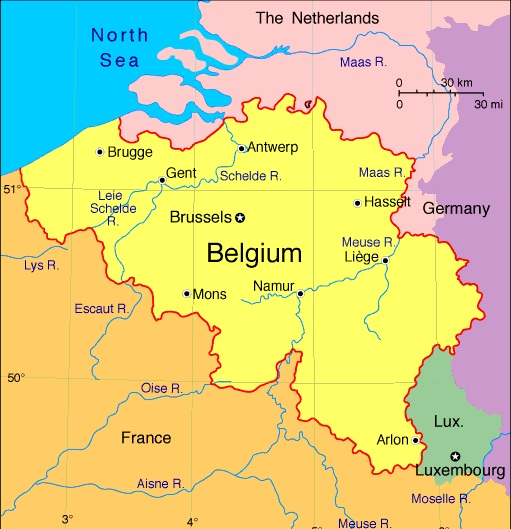 The Netherlands
North
Sea
Maas R.
0 30 km
0 30 mi
Brugge
Antwerp
Gent
Schelde R.
Maas R.
51°
Leie
Schelde
R.
Hasselt
Brussels
Germany
Belgium
Meuse R.
Liège
Lys R.
Namur
Mons
Escaut R.
50°
Oise R.
Lux.
France
Arlon
Luxembourg
Aisne R.
Moselle R.
3°
4°
5°
6°
Meuse R.